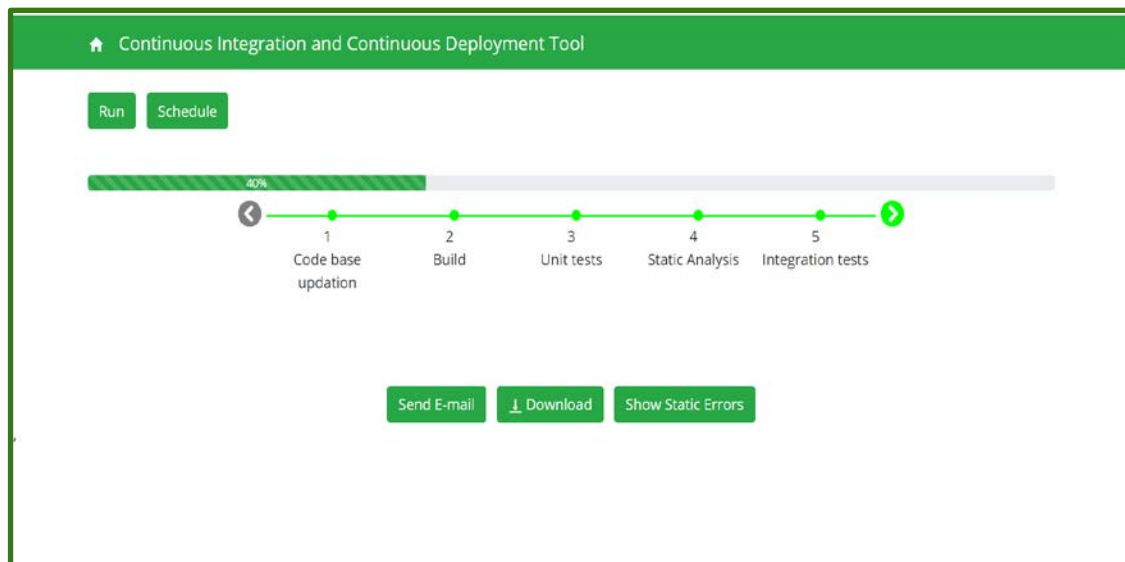 Continuous Integration and Continuous Deployment Tool
Run Schedule
40%
1 2 3 4 5
Code base Build Unit tests Static Analysis Integration tests
updation
Send E-mail Download Show Static Errors